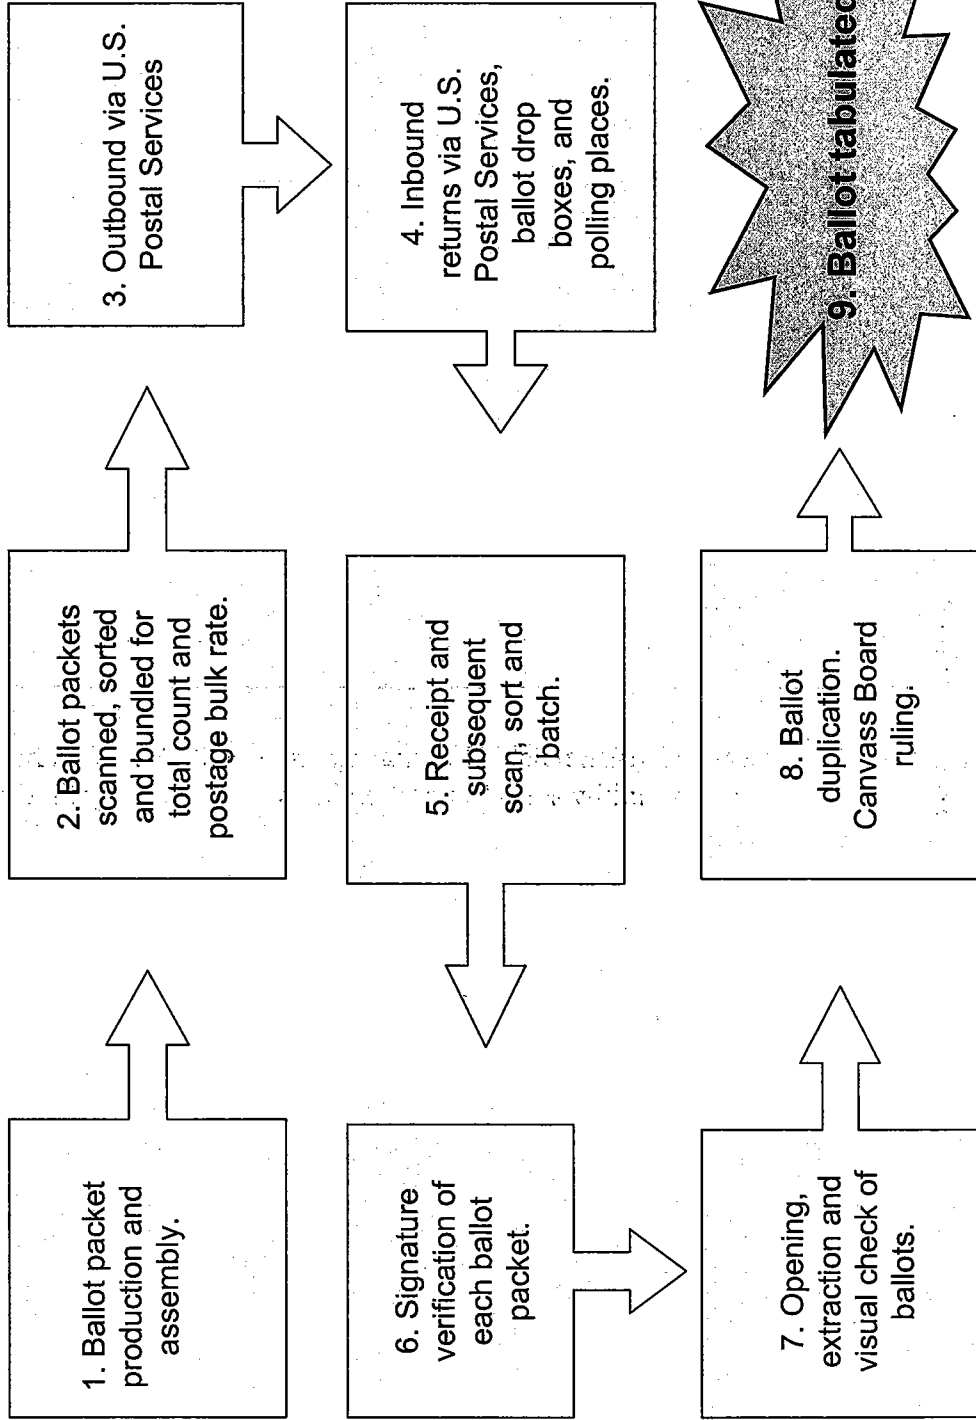 1. Ballot packet
production and
assembly.
2. Ballot packets
scanned, sorted
and bundled for
total count and
postage bulk rate.
3. Outbound via U.S.
Postal Services
4. Inbound
returns via U.S.
Postal Services,
ballot drop
boxes, and
polling places.
5. Receipt and
subsequent
scan, sort and
batch.
6. Signature
verification of
each ballot
packet.
7. Opening,
extraction and
visual check of
ballots.
8. Ballot
duplication.
Canvass Board
ruling.
9. Ballot tabulated